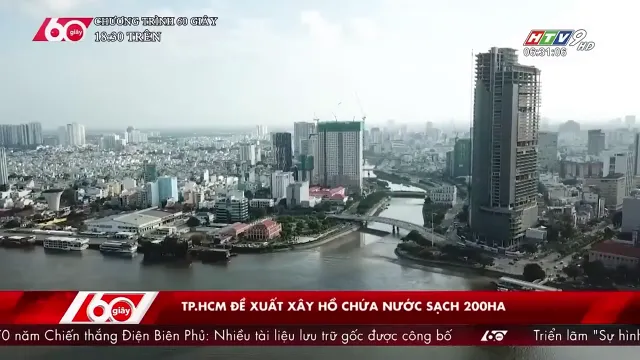 60 giây
CHƯƠNG TRÌNH 60 GIÂY
18:30 TRÊN
HTV9 HD
06:31:06
60 giây
TP.HCM ĐỀ XUẤT XÂY HỒ CHỨA NƯỚC SẠCH 200HA
70 năm Chiến thắng Điện Biên Phủ: Nhiều tài liệu lưu trữ gốc được công bố
Triển lãm "Sự hình